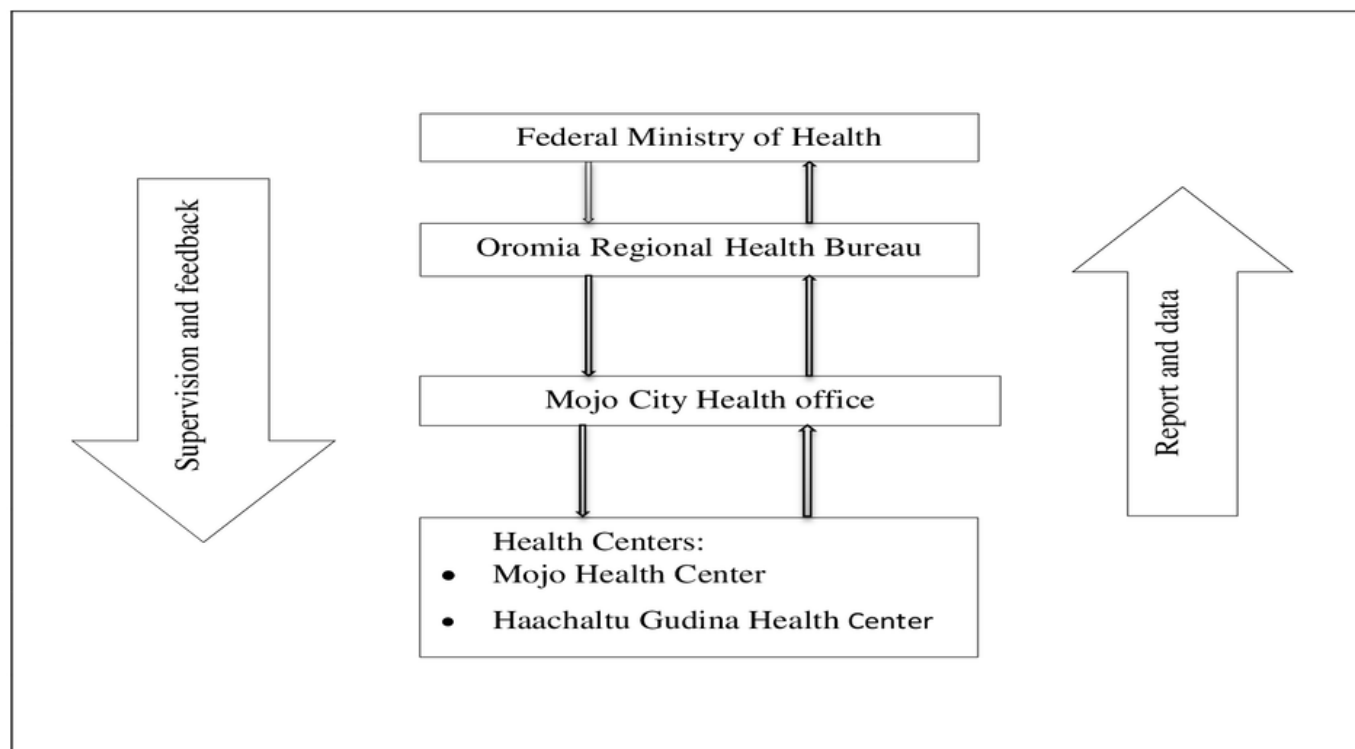 Federal Ministry of Health
Supervision and feedback
Oromia Regional Health Bureau
Report and data
Mojo City Health office
Health Centers:
• Mojo Health Center
• Haachaltu Gudina Health Center